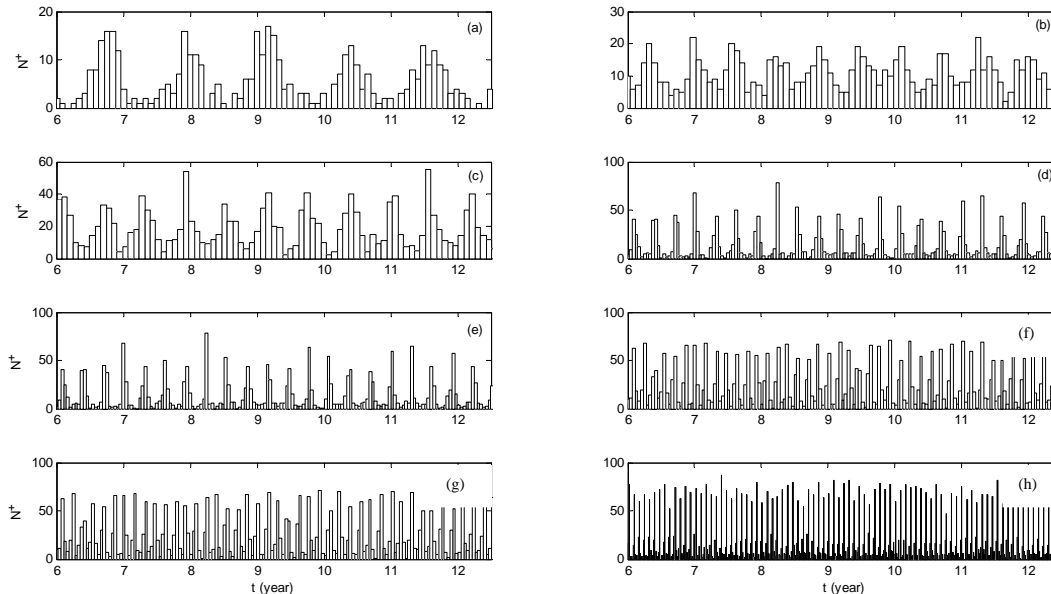 20 10 0 N+ (a)
6 7 8 9 10 11 12
30 20 10 0 (b)
6 7 8 9 10 11 12
60 40 20 0 N+ (c)
6 7 8 9 10 11 12
100 50 0 (d)
6 7 8 9 10 11 12
100 50 0 N+ (e)
6 7 8 9 10 11 12
100 50 0 (f)
6 7 8 9 10 11 12
100 50 0 N+ (g)
6 7 8 9 10 11 12
t (year)
100 50 0 (h)
6 7 8 9 10 11 12
t (year)